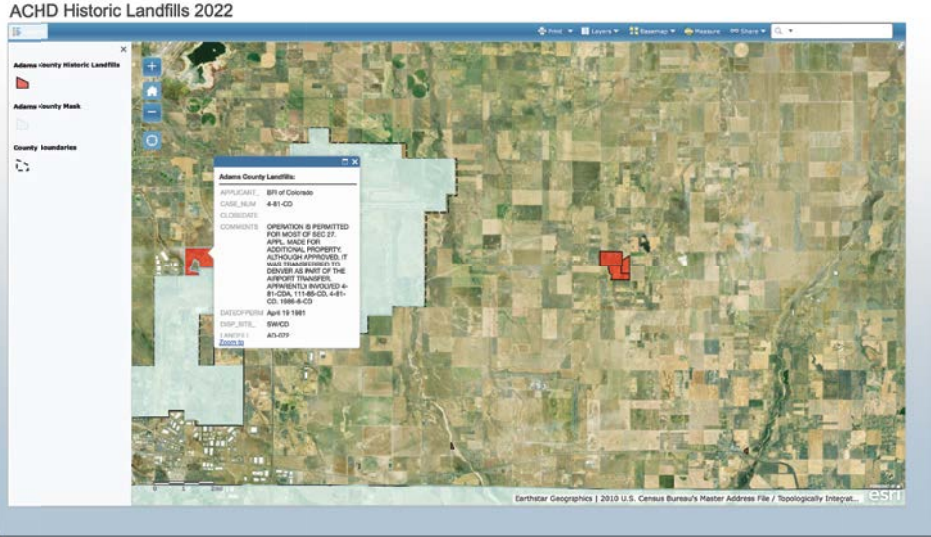 ACHD Historic Landfills 2022
Print Layers Basemap Measure Share
Adams County Historic Landfills
Adams County Mask
County Boundaries
Adams County Landfills:
APPLICANT_ BFI of Colorado
CASE_NUM 4-81-CD
CLOSEDATE
COMMENTS OPERATION IS PERMITTED
FOR MOST OF SEC 27.
APPL. MADE FOR
ADDITIONAL PROPERTY.
ALTHOUGH APPROVED, IT
WAS TRANSFERRED TO
DENVER AS PART OF THE
AIRPORT TRANSFER.
APPARENTLY INVOLVED 4-
81-CDA, 111-85-CD, 4-81-
CD, 1986-8-CD
DATEOFPERM April 19 1981
DISP_SITE_ SW/CD
LANDFILL AD-072
Zoom to
Earthstar Geographics | 2010 U.S. Census Bureau's Master Address File / Topologically Integrat...
esri